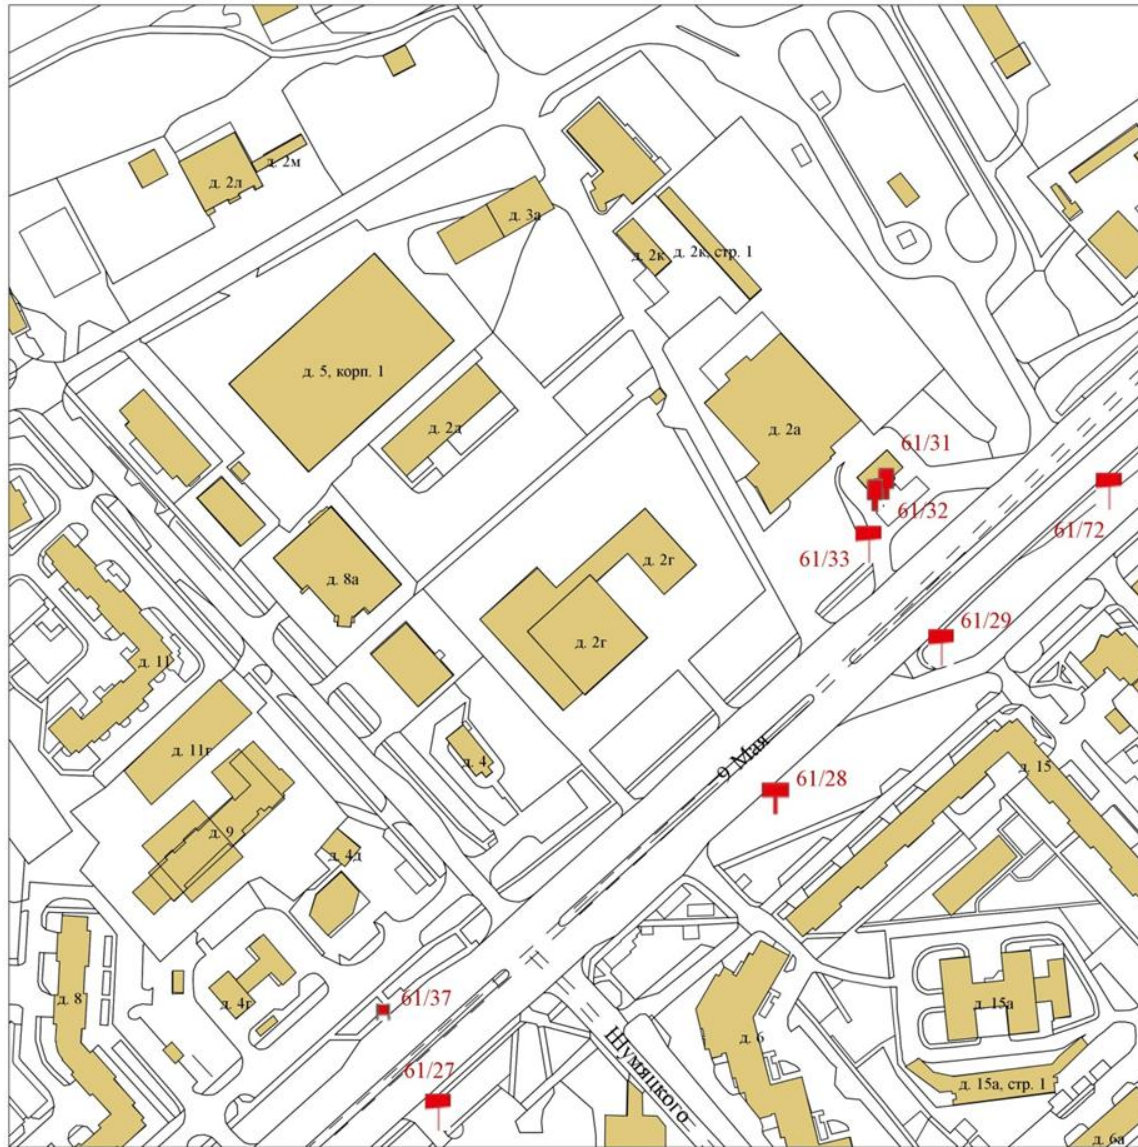 д. 2м
д. 2л
д. 3а
д. 2к
д. 2к, стр. 1
д. 5, корп. 1
д. 2д
д. 2а
61/31
61/32
61/72
61/33
д. 2г
д. 8а
61/29
д. 2г
д. 11
д. 11г
д. 4
9 Мая
д. 15
61/28
д. 9
д. 4д
д. 8
д. 4г
61/37
д. 15а
д. 6
Шумяцкого
61/27
д. 15а, стр. 1
д. 6а